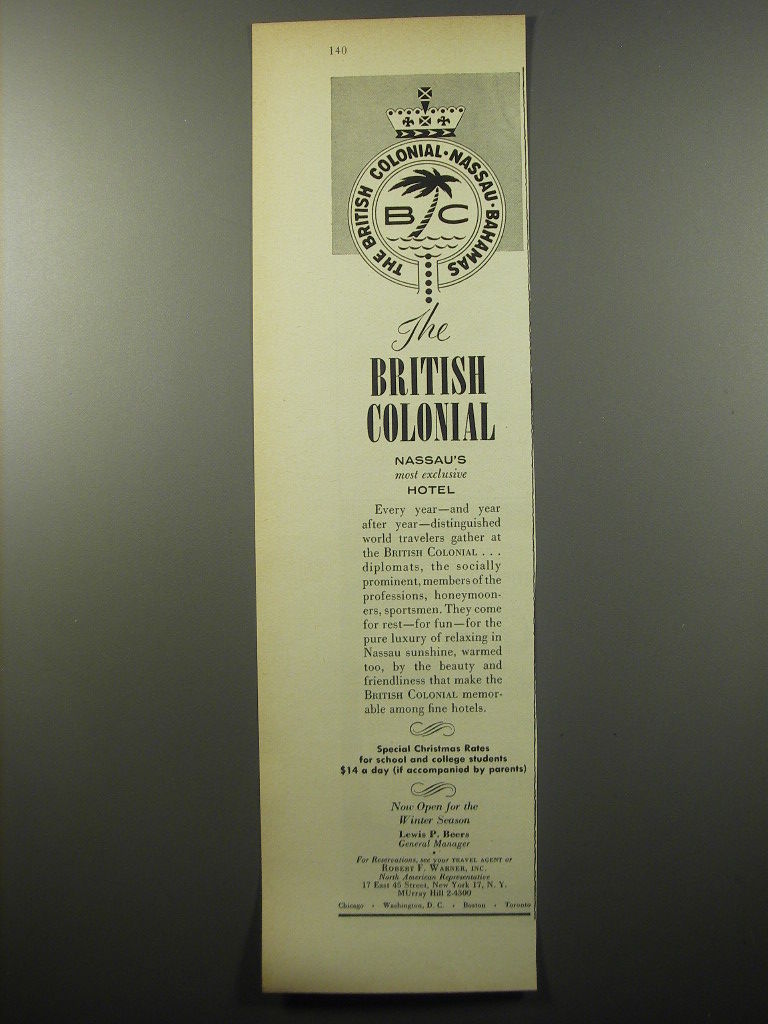 140
THE BRITISH COLONIAL · NASSAU · BAHAMAS
B C
The
BRITISH
COLONIAL
NASSAU'S
most exclusive
HOTEL
Every year—and year
after year—distinguished
world travelers gather at
the BRITISH COLONIAL . . .
diplomats, the socially
prominent, members of the
professions, honeymoon-
ers, sportsmen. They come
for rest—for fun—for the
pure luxury of relaxing in
Nassau sunshine, warmed
too, by the beauty and
friendliness that make the
BRITISH COLONIAL memor-
able among fine hotels.
Special Christmas Rates
for school and college students
$14 a day (if accompanied by parents)
Now Open for the
Winter Season
Lewis P. Beers
General Manager
•
For Reservations, see your TRAVEL AGENT or
ROBERT F. WARNER, INC.
North American Representative
17 East 45 Street, New York 17, N. Y.
MUrray Hill 2-4300
Chicago • Washington, D. C. • Boston • Toronto